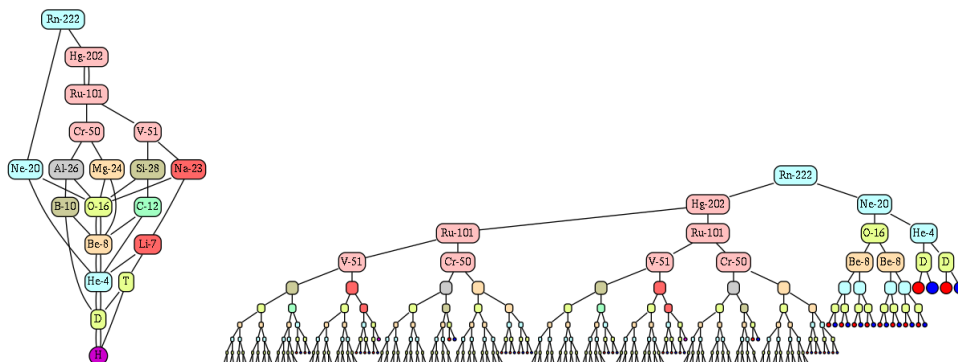 Rn-222
Hg-202
Ru-101
Cr-50 V-51
Ne-20 Al-26 Mg-24 Si-28 Na-23
B-10 O-16 C-12
Be-8 Li-7
He-4 T
D
H
Rn-222
Hg-202 Ne-20
Ru-101 Ru-101 O-16 He-4
V-51 Cr-50 V-51 Cr-50 Be-8 Be-8 D D